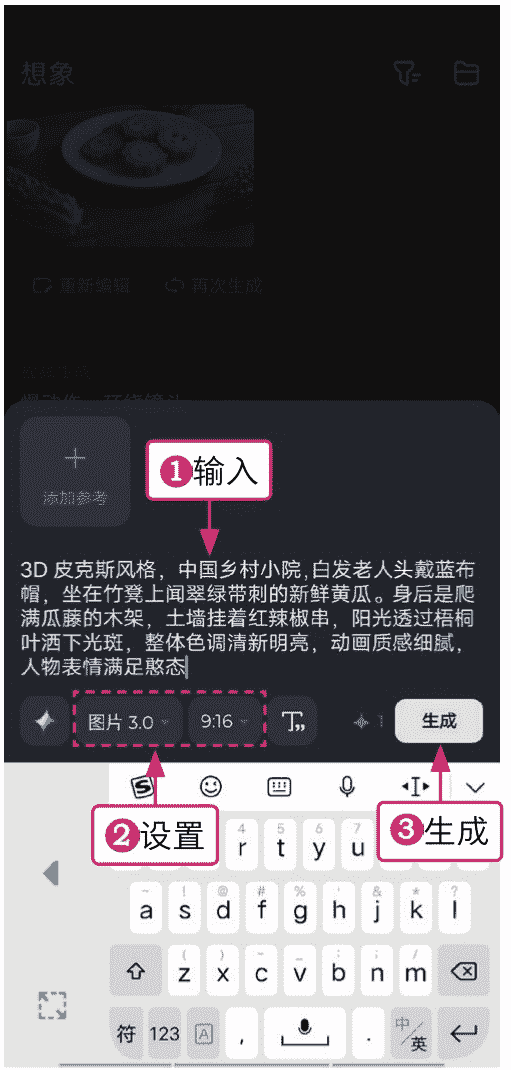 想象
重新编辑
再次生成
添加参考
❶输入
3D 皮克斯风格，中国乡村小院,白发老人头戴蓝布
帽，坐在竹凳上闻翠绿带刺的新鲜黄瓜。身后是爬
满瓜藤的木架，土墙挂着红辣椒串，阳光透过梧桐
叶洒下光斑，整体色调清新明亮，动画质感细腻，
人物表情满足憨态
图片 3.0
9:16
生成
❷设置
❸生成
4 5 6 7
r t y u
~ ! @ # % ' & * ?
a s d f g h j k l
( ) - _ : ; /
z x c v b n m
符 123 A , . 中/英